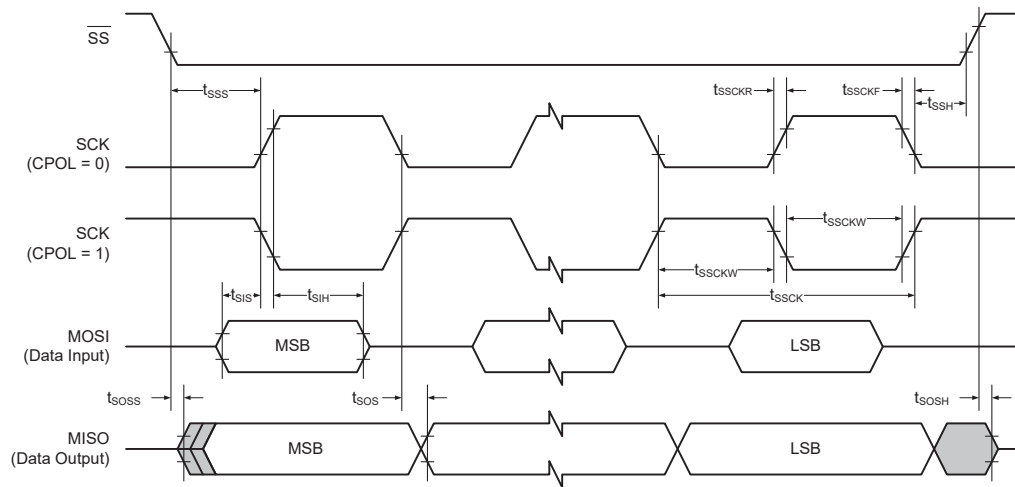 SS
tSSS
tSSCKR
tSSCKF
tSSH
SCK
(CPOL = 0)
SCK
(CPOL = 1)
tSSCKW
tSSCKW
tSSCK
tSIS
tSIH
MOSI
(Data Input)
MSB
LSB
tSOSS
tSOS
tSOSH
MISO
(Data Output)
MSB
LSB